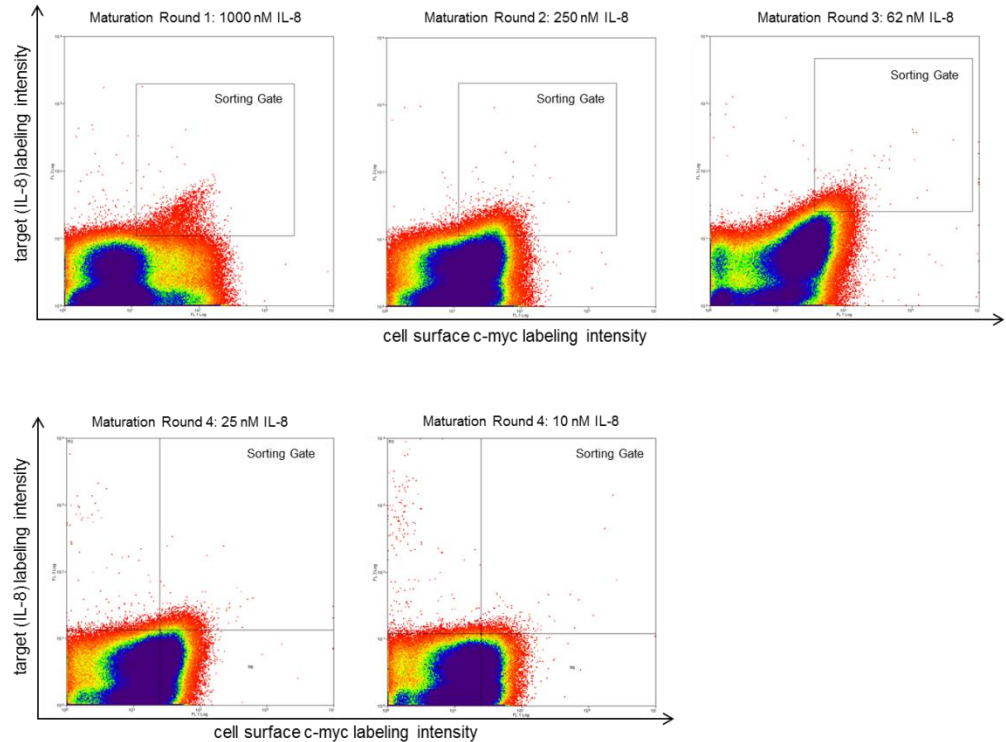 Maturation Round 1: 1000 nM IL-8
Maturation Round 2: 250 nM IL-8
Maturation Round 3: 62 nM IL-8
target (IL-8) labeling intensity
Sorting Gate
Sorting Gate
Sorting Gate
cell surface c-myc labeling intensity
Maturation Round 4: 25 nM IL-8
Maturation Round 4: 10 nM IL-8
target (IL-8) labeling intensity
Sorting Gate
Sorting Gate
cell surface c-myc labeling intensity